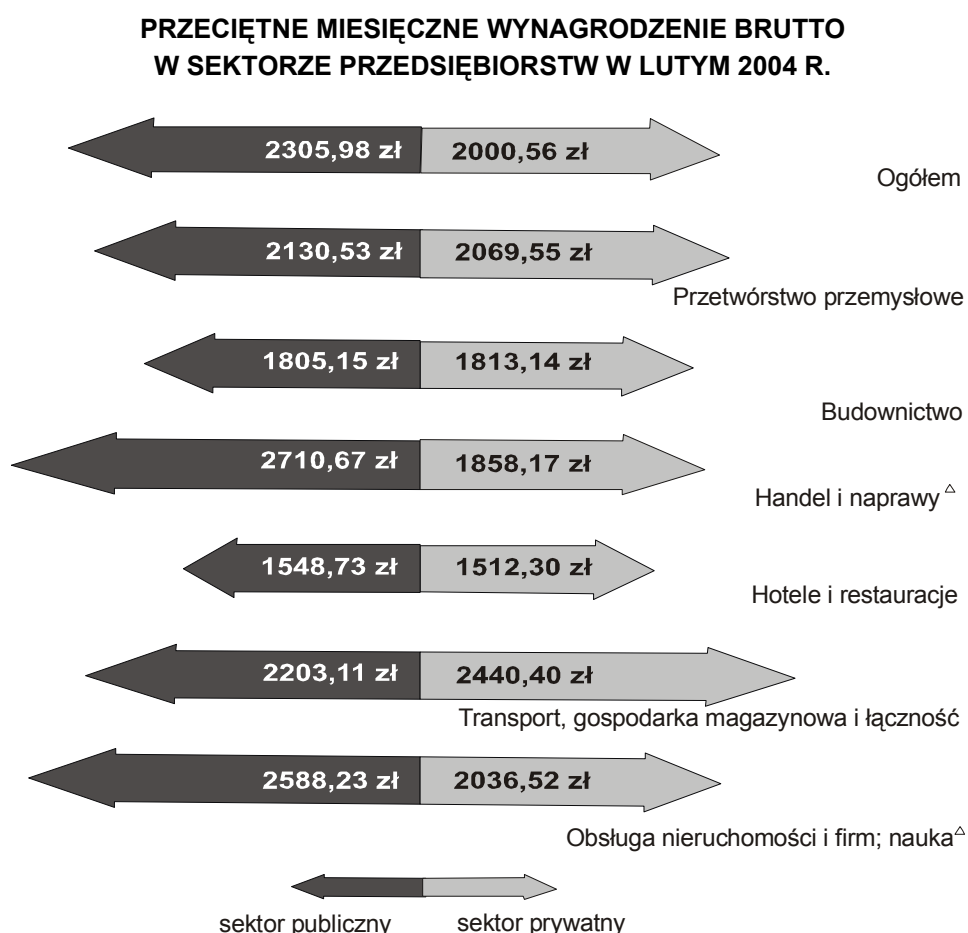 PRZECIĘTNE MIESIĘCZNE WYNAGRODZENIE BRUTTO
W SEKTORZE PRZEDSIĘBIORSTW W LUTYM 2004 R.
2305,98 zł 2000,56 zł
Ogółem
2130,53 zł 2069,55 zł
Przetwórstwo przemysłowe
1805,15 zł 1813,14 zł
Budownictwo
2710,67 zł 1858,17 zł
Handel i naprawy △
1548,73 zł 1512,30 zł
Hotele i restauracje
2203,11 zł 2440,40 zł
Transport, gospodarka magazynowa i łączność
2588,23 zł 2036,52 zł
Obsługa nieruchomości i firm; nauka△
sektor publiczny sektor prywatny